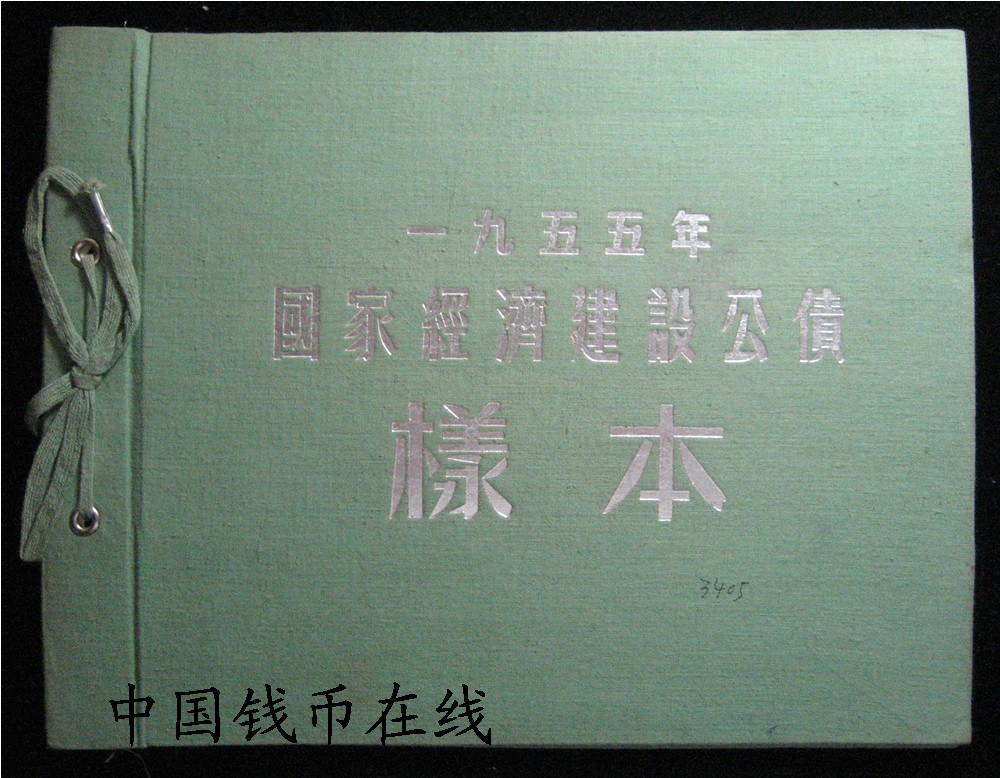 一九五五年
國家經濟建設公債
樣本
3405
中国钱币在线